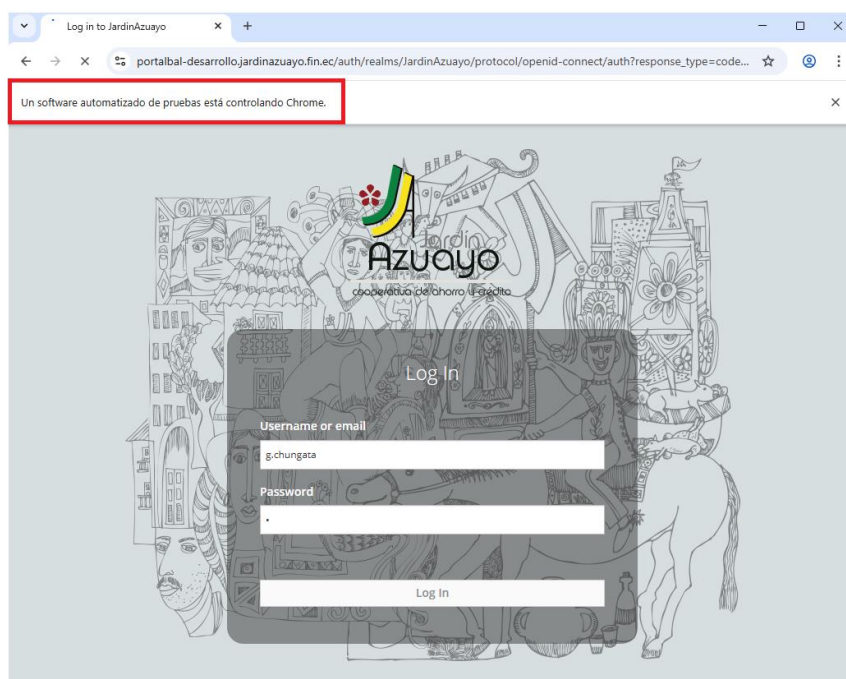 Log in to JardinAzuayo
portalbal-desarrollo.jardinazuayo.fin.ec/auth/realms/JardinAzuayo/protocol/openid-connect/auth?response_type=code...
Un software automatizado de pruebas está controlando Chrome.
Jardín
Azuayo
cooperativa de ahorro y crédito
Log In
Username or email
g.chungata
Password
Log In